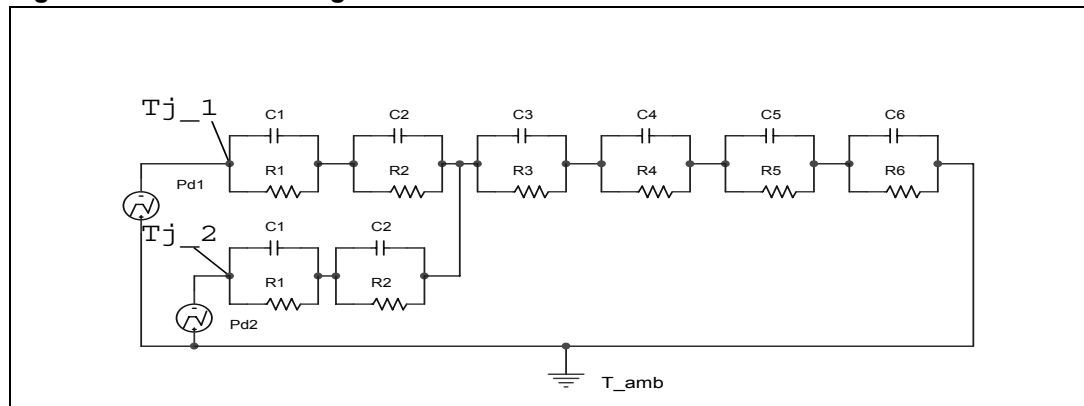 Tj_1
C1 C2 C3 C4 C5 C6
R1 R2 R3 R4 R5 R6
Pd1
Tj_2
C1 C2
R1 R2
Pd2
T_amb